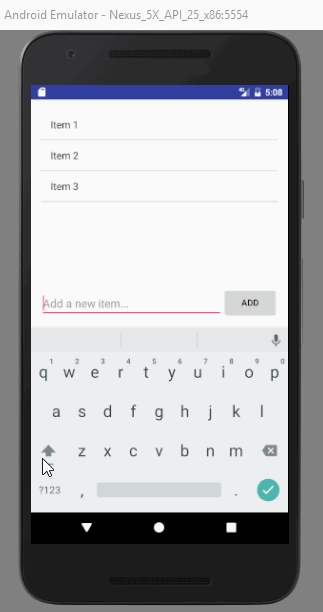 Android Emulator - Nexus_5X_API_25_x86:5554
5:08
Item 1
Item 2
Item 3
Add a new item... ADD
1 2 3 4 5 6 7 8 9 0
q w e r t y u i o p
a s d f g h j k l
z x c v b n m
?123 , .